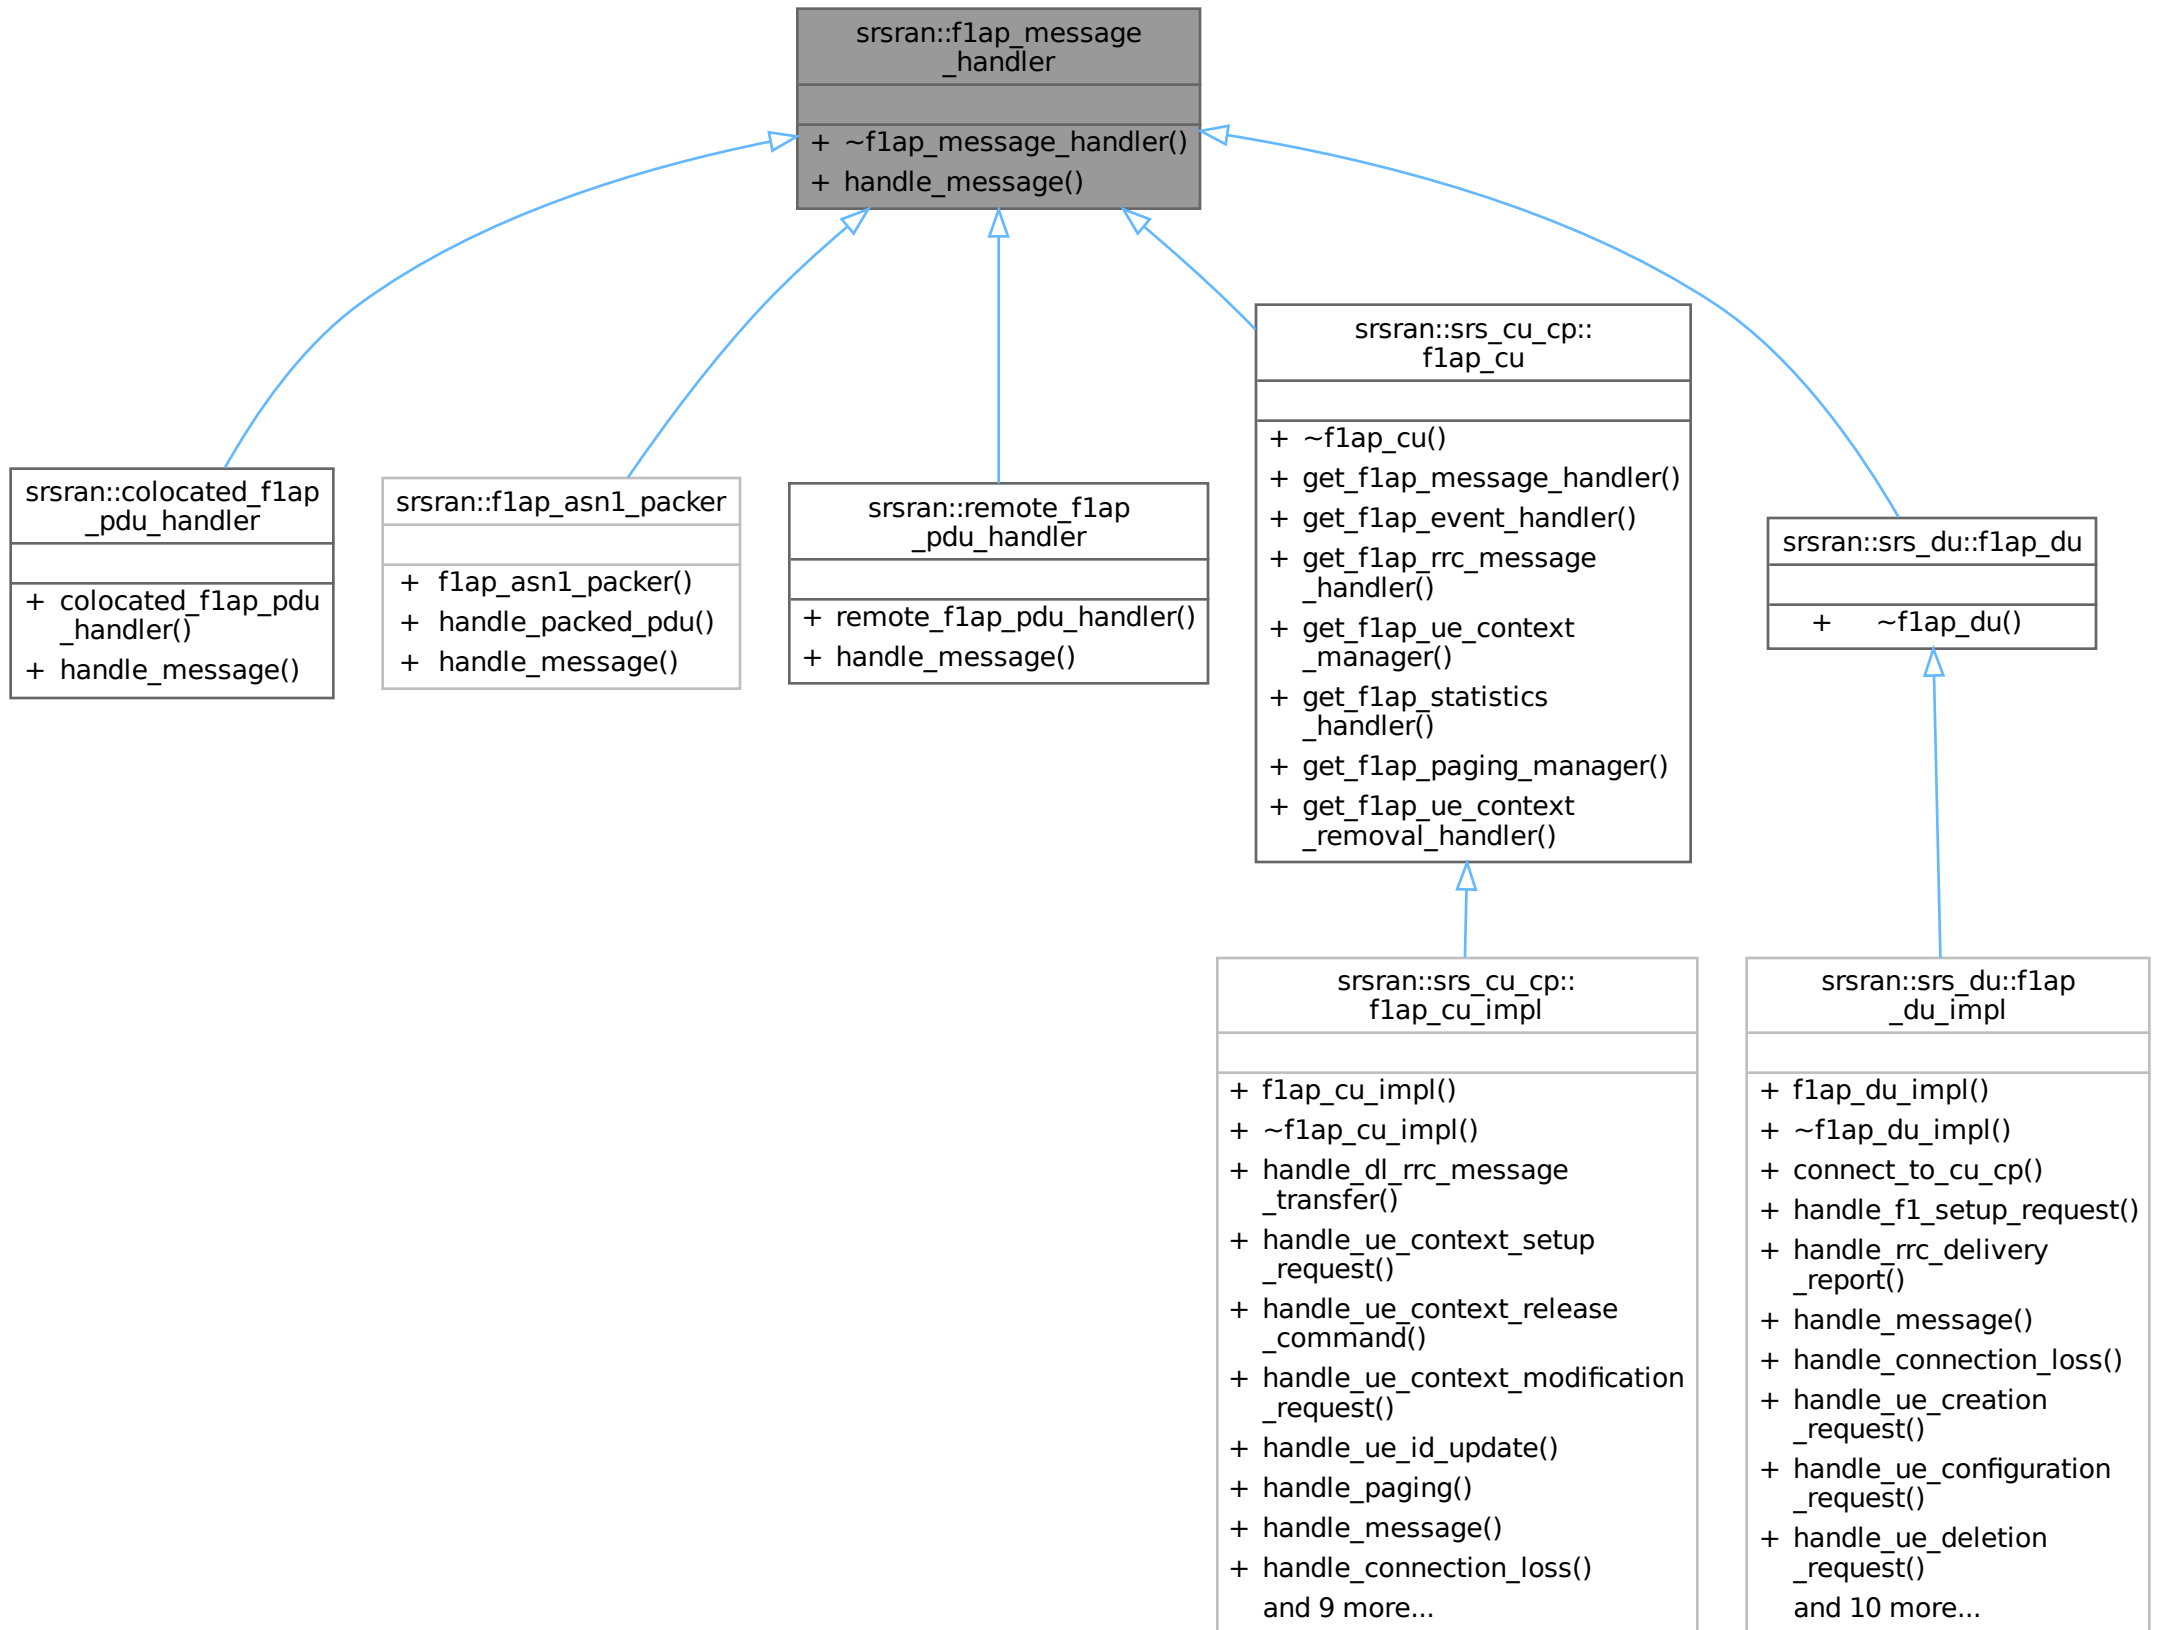 srsran::f1ap_message
_handler
+ ~f1ap_message_handler()
+ handle_message()
srsran::colocated_f1ap
_pdu_handler
+ colocated_f1ap_pdu
_handler()
+ handle_message()
srsran::f1ap_asn1_packer
+ f1ap_asn1_packer()
+ handle_packed_pdu()
+ handle_message()
srsran::remote_f1ap
_pdu_handler
+ remote_f1ap_pdu_handler()
+ handle_message()
srsran::srs_cu_cp::
f1ap_cu
+ ~f1ap_cu()
+ get_f1ap_message_handler()
+ get_f1ap_event_handler()
+ get_f1ap_rrc_message
_handler()
+ get_f1ap_ue_context
_manager()
+ get_f1ap_statistics
_handler()
+ get_f1ap_paging_manager()
+ get_f1ap_ue_context
_removal_handler()
srsran::srs_du::f1ap_du
+ ~f1ap_du()
srsran::srs_cu_cp::
f1ap_cu_impl
+ f1ap_cu_impl()
+ ~f1ap_cu_impl()
+ handle_dl_rrc_message
_transfer()
+ handle_ue_context_setup
_request()
+ handle_ue_context_release
_command()
+ handle_ue_context_modification
_request()
+ handle_ue_id_update()
+ handle_paging()
+ handle_message()
+ handle_connection_loss()
and 9 more...
srsran::srs_du::f1ap
_du_impl
+ f1ap_du_impl()
+ ~f1ap_du_impl()
+ connect_to_cu_cp()
+ handle_f1_setup_request()
+ handle_rrc_delivery
_report()
+ handle_message()
+ handle_connection_loss()
+ handle_ue_creation
_request()
+ handle_ue_configuration
_request()
+ handle_ue_deletion
_request()
and 10 more...